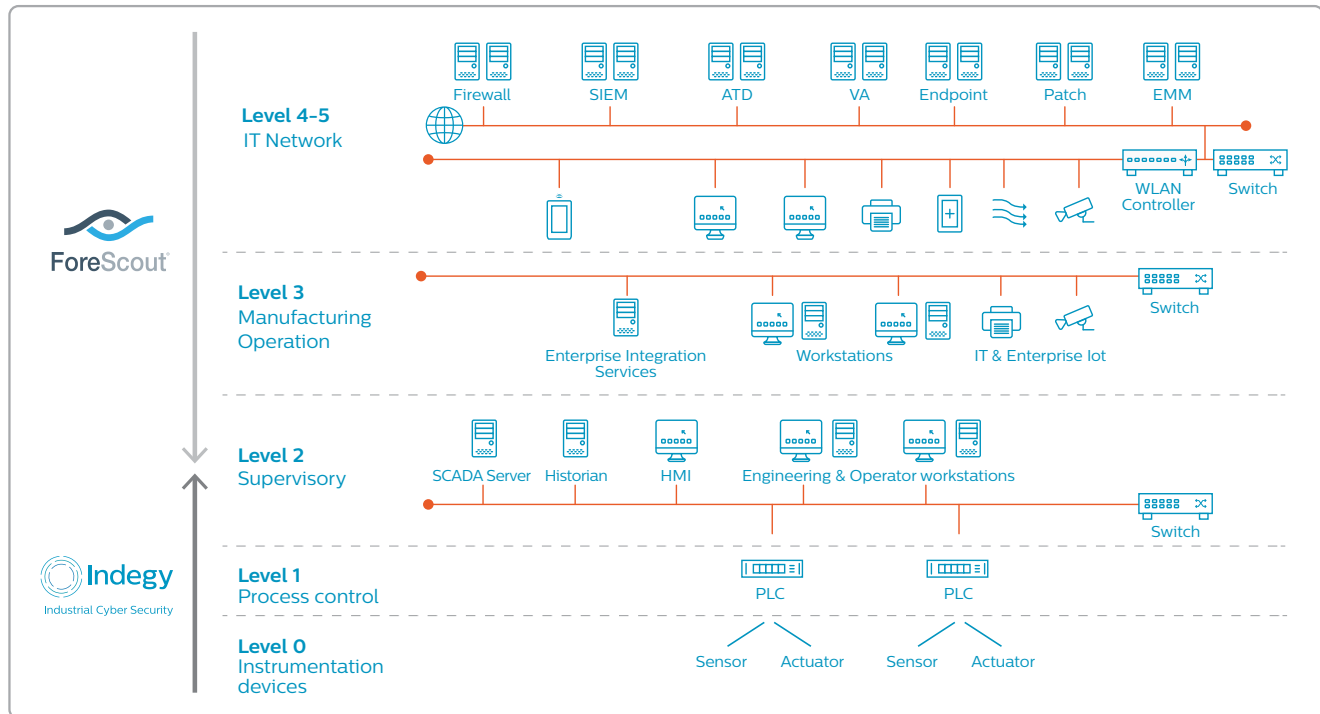 Firewall
SIEM
ATD
VA
Endpoint
Patch
EMM
Level 4-5
IT Network
WLAN
Controller
Switch
ForeScout
Level 3
Manufacturing
Operation
Switch
Enterprise Integration
Services
Workstations
IT & Enterprise Iot
Level 2
Supervisory
SCADA Server
Historian
HMI
Engineering & Operator workstations
Switch
Indegy
Industrial Cyber Security
Level 1
Process control
PLC
PLC
Level 0
Instrumentation
devices
Sensor
Actuator
Sensor
Actuator